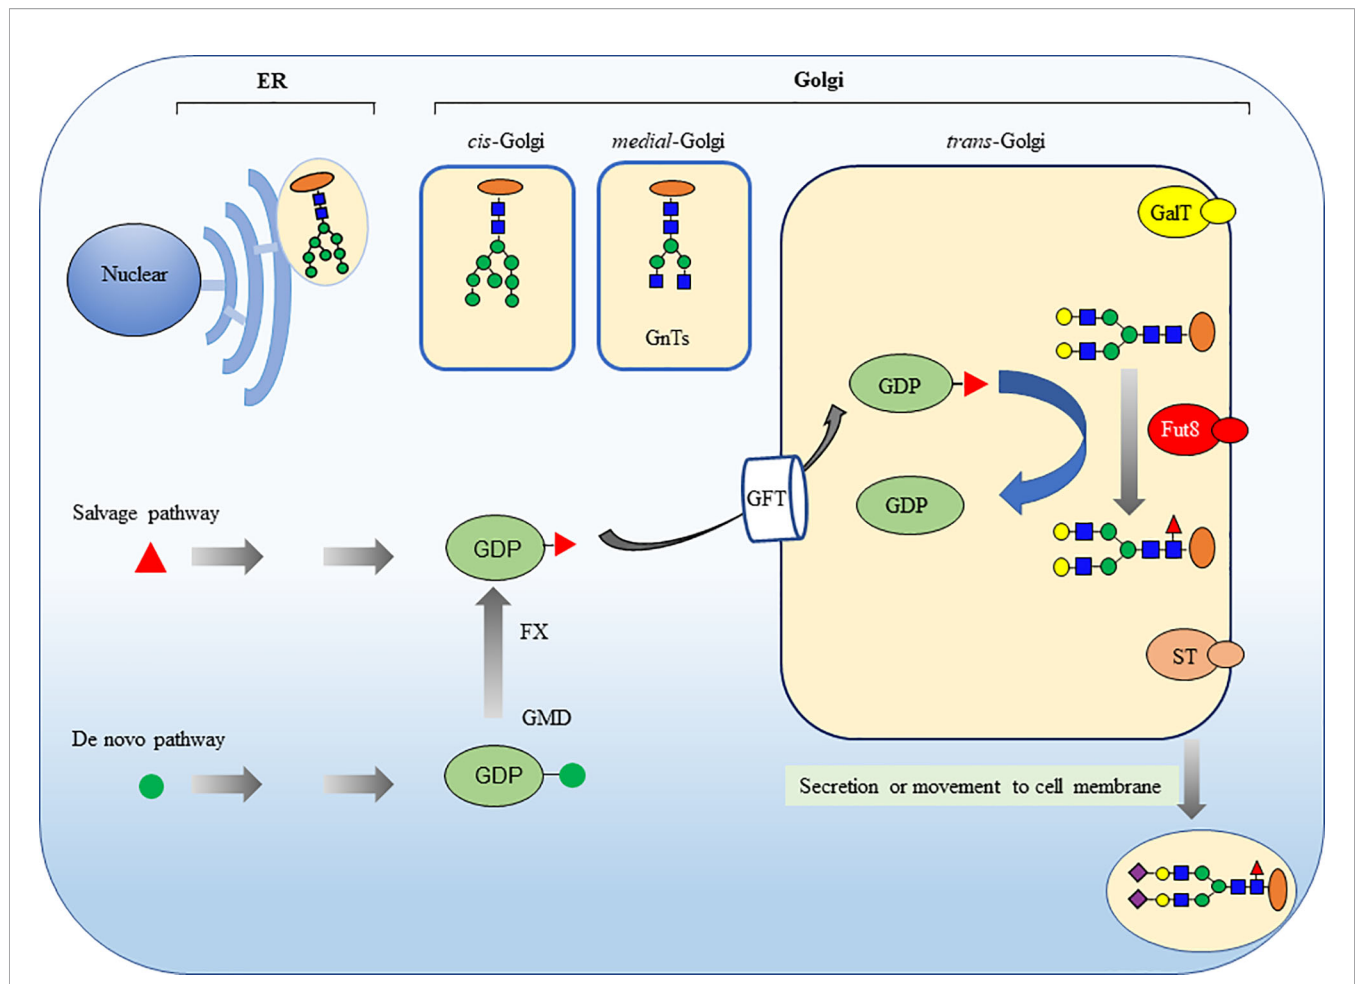 ER
Golgi
cis-Golgi
medial-Golgi
trans-Golgi
GalT
Nuclear
GnTs
GDP
Fut8
GFT
GDP
Salvage pathway
GDP
FX
ST
GMD
De novo pathway
GDP
Secretion or movement to cell membrane